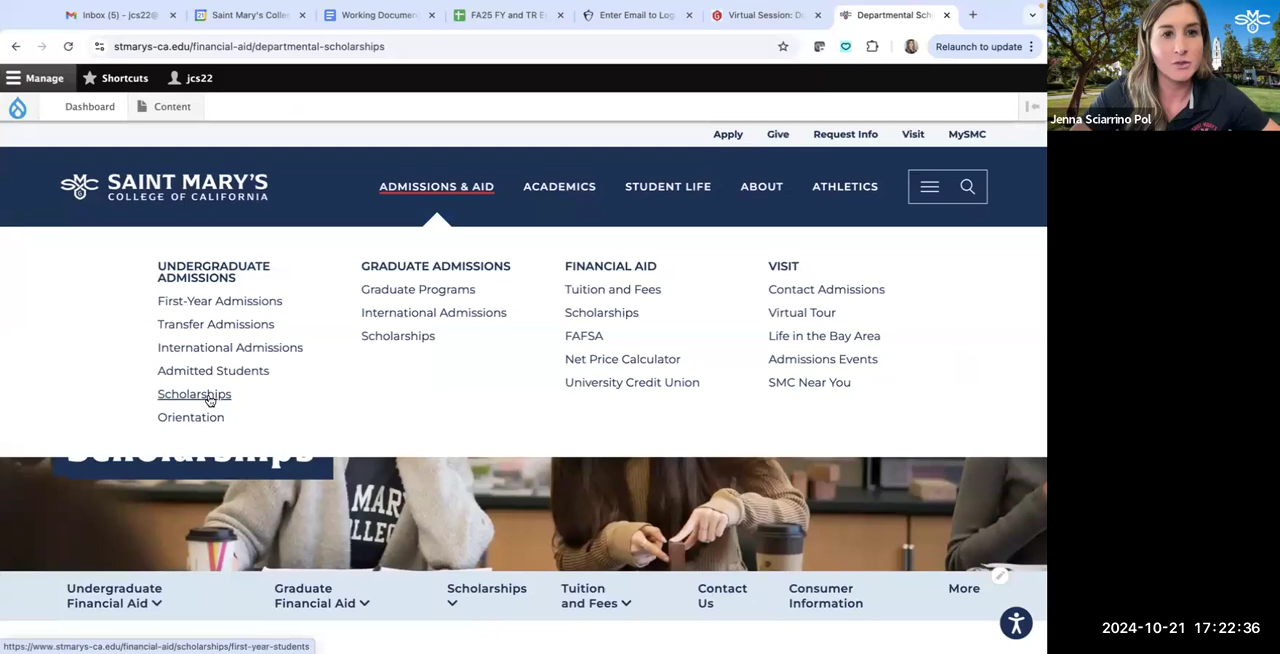 Inbox (5) - jcs22@
Saint Mary's Colle
Working Documen
FA25 FY and TR E
Enter Email to Log
Virtual Session: D
Departmental Sch
stmarys-ca.edu/financial-aid/departmental-scholarships
Relaunch to update
Manage
Shortcuts
jcs22
Dashboard
Content
Apply
Give
Request Info
Visit
MySMC
SAINT MARY'S
COLLEGE OF CALIFORNIA
ADMISSIONS & AID
ACADEMICS
STUDENT LIFE
ABOUT
ATHLETICS
UNDERGRADUATE
ADMISSIONS
First-Year Admissions
Transfer Admissions
International Admissions
Admitted Students
Scholarships
Orientation
GRADUATE ADMISSIONS
Graduate Programs
International Admissions
Scholarships
FINANCIAL AID
Tuition and Fees
Scholarships
FAFSA
Net Price Calculator
University Credit Union
VISIT
Contact Admissions
Virtual Tour
Life in the Bay Area
Admissions Events
SMC Near You
Scholarships
MARY
COLLEG
Undergraduate
Financial Aid
Graduate
Financial Aid
Scholarships
Tuition
and Fees
Contact
Us
Consumer
Information
More
https://www.stmarys-ca.edu/financial-aid/scholarships/first-year-students
SMC
Jenna Sciarrino Pol
2024-10-21 17:22:36